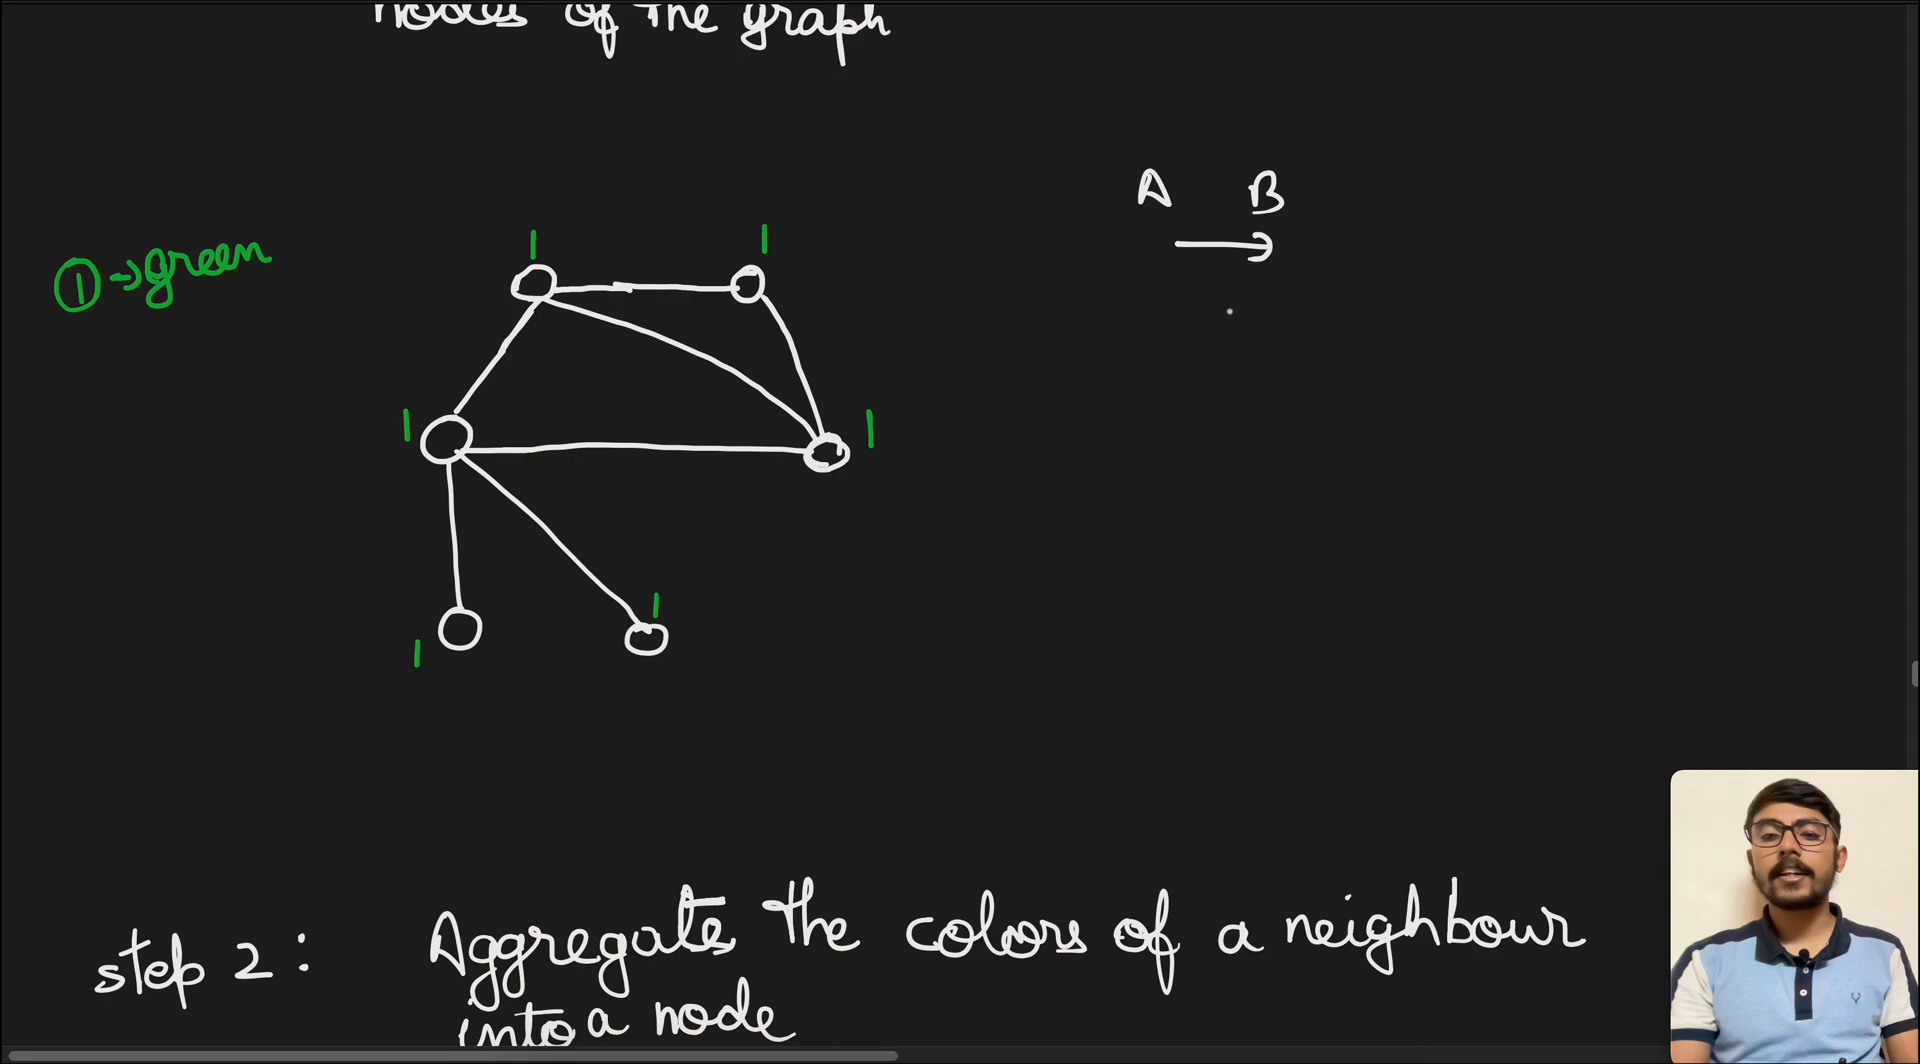 nodes of the graph
A B
① → green
1 1
1 1
1
1
step 2 : Aggregate the colors of a neighbour
into a node